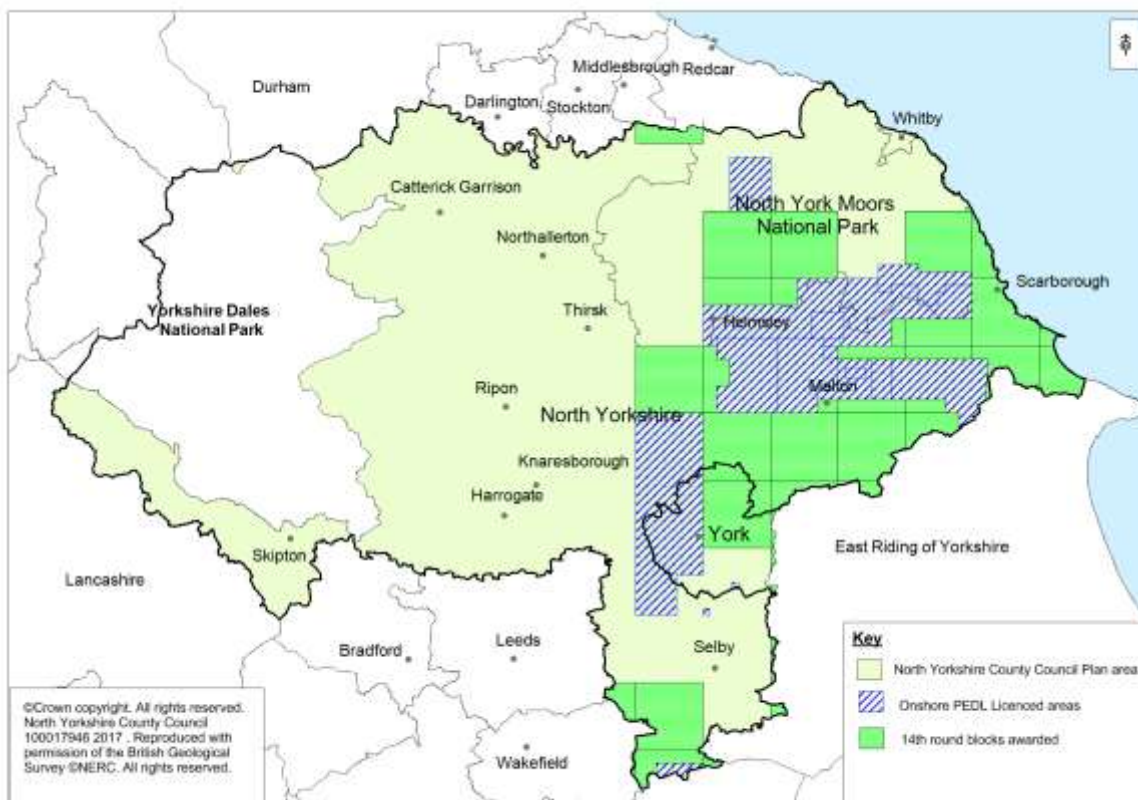 Durham
Middlesbrough
Redcar
Darlington
Stockton
Whitby
Catterick Garrison
North York Moors
National Park
Northallerton
Scarborough
Yorkshire Dales
National Park
Thirsk
Helmsley
Ripon
Malton
North Yorkshire
Knaresborough
Harrogate
York
Skipton
East Riding of Yorkshire
Lancashire
Bradford
Leeds
Selby
Wakefield
Key
North Yorkshire County Council Plan area
Onshore PEDL Licenced areas
14th round blocks awarded
©Crown copyright. All rights reserved.
North Yorkshire County Council
100017946 2017 . Reproduced with
permission of the British Geological
Survey ©NERC. All rights reserved.